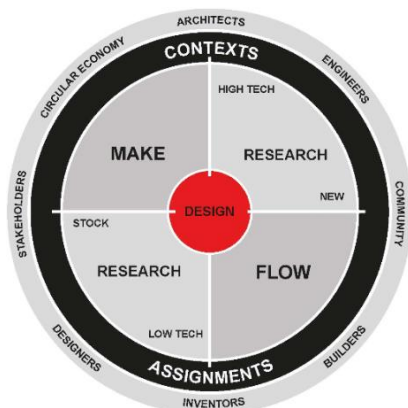 ARCHITECTS
CIRCULAR ECONOMY
ENGINEERS
CONTEXTS
HIGH TECH
MAKE
RESEARCH
NEW
STAKEHOLDERS
DESIGN
COMMUNITY
STOCK
RESEARCH
FLOW
LOW TECH
ASSIGNMENTS
DESIGNERS
BUILDERS
INVENTORS